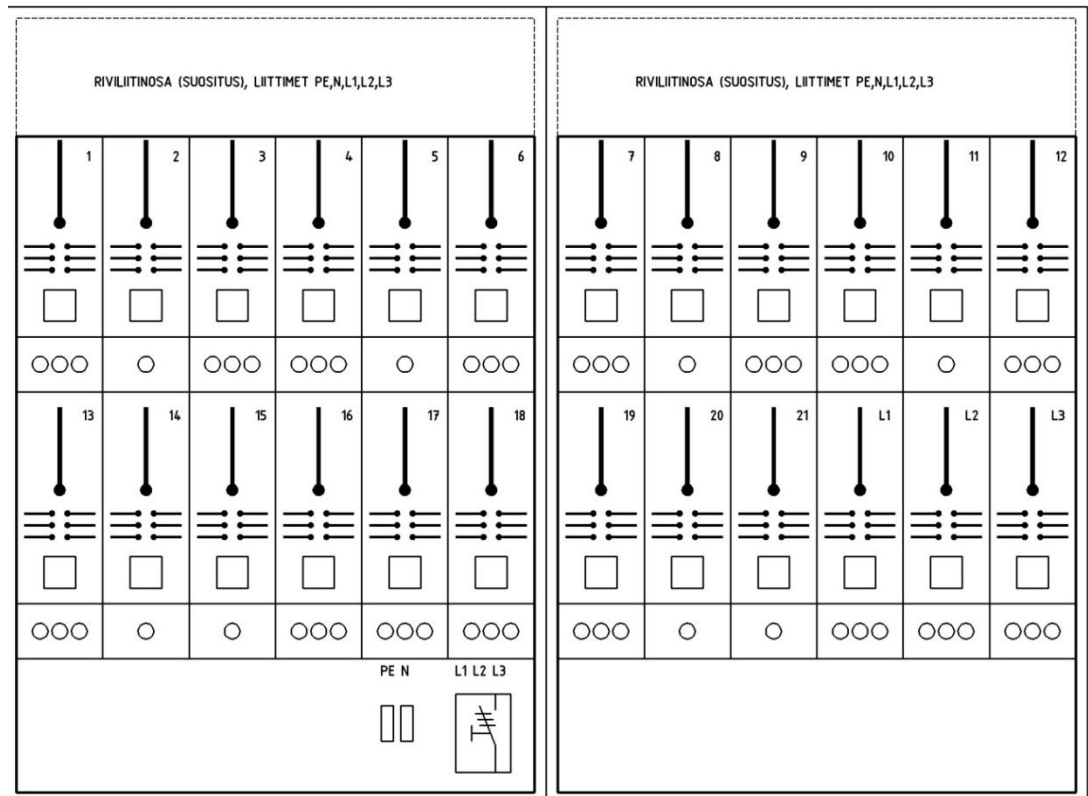 RIVILIITINOSA (SUOSITUS), LIITTIMET PE,N,L1,L2,L3
RIVILIITINOSA (SUOSITUS), LIITTIMET PE,N,L1,L2,L3
1 2 3 4 5 6
7 8 9 10 11 12
13 14 15 16 17 18
19 20 21 L1 L2 L3
PE N L1 L2 L3